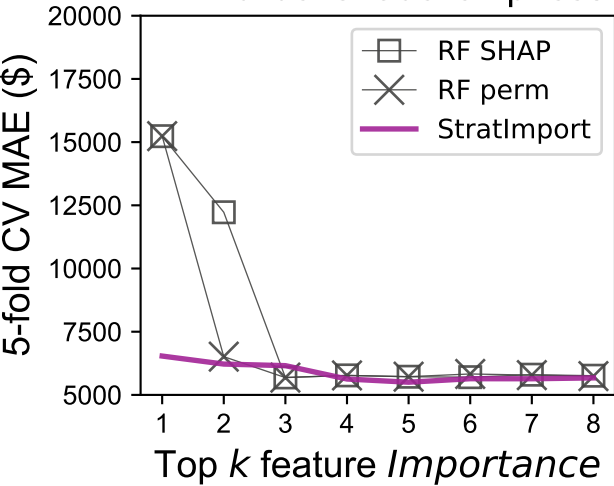 20000
17500
15000
12500
10000
7500
5000
5-fold CV MAE ($)
RF SHAP
RF perm
StratImport
1 2 3 4 5 6 7 8
Top k feature Importance